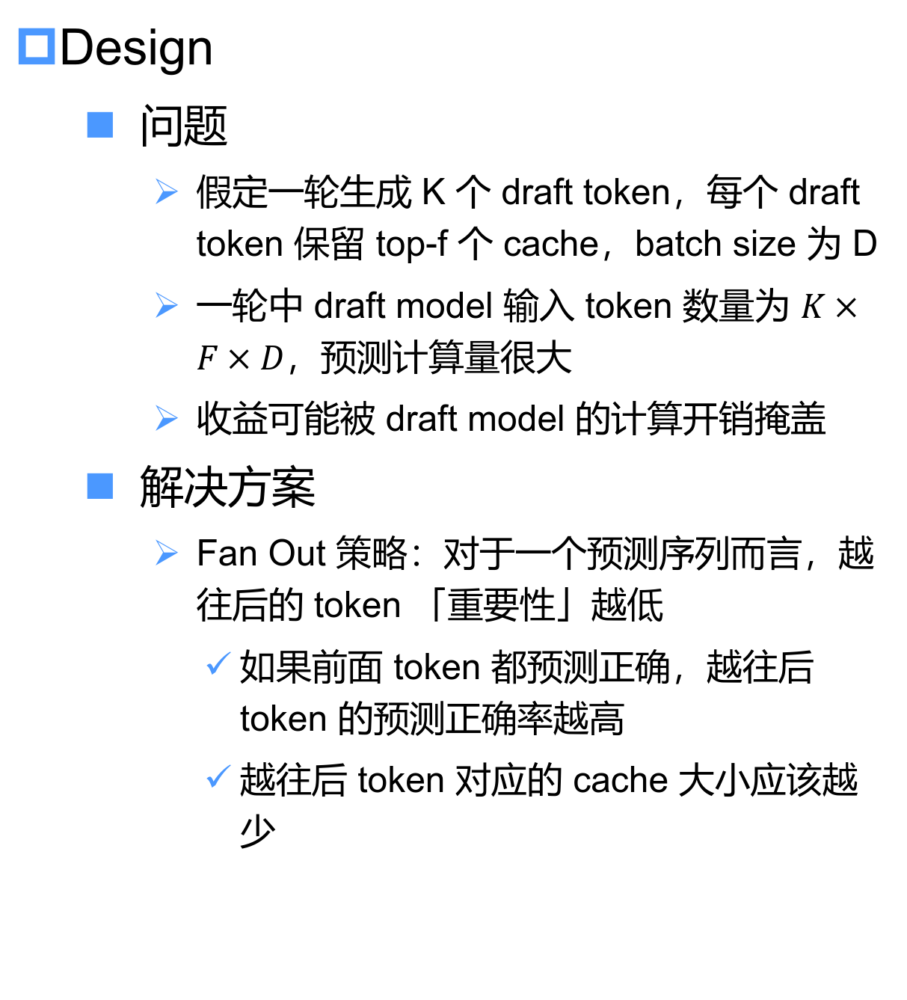 Design
问题
假定一轮生成 K 个 draft token，每个 draft
token 保留 top-f 个 cache，batch size 为 D
一轮中 draft model 输入 token 数量为 K ×
F × D，预测计算量很大
收益可能被 draft model 的计算开销掩盖
解决方案
Fan Out 策略：对于一个预测序列而言，越
往后的 token 「重要性」越低
如果前面 token 都预测正确，越往后
token 的预测正确率越高
越往后 token 对应的 cache 大小应该越
少